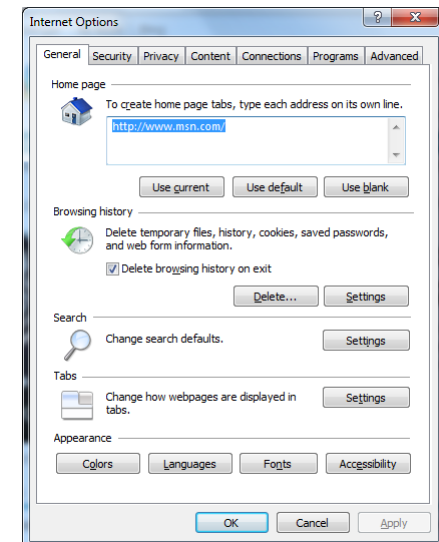 Internet Options
General Security Privacy Content Connections Programs Advanced
Home page
To create home page tabs, type each address on its own line.
http://www.msn.com/
Use current Use default Use blank
Browsing history
Delete temporary files, history, cookies, saved passwords,
and web form information.
Delete browsing history on exit
Delete... Settings
Search
Change search defaults.
Settings
Tabs
Change how webpages are displayed in
tabs.
Settings
Appearance
Colors Languages Fonts Accessibility
OK Cancel Apply